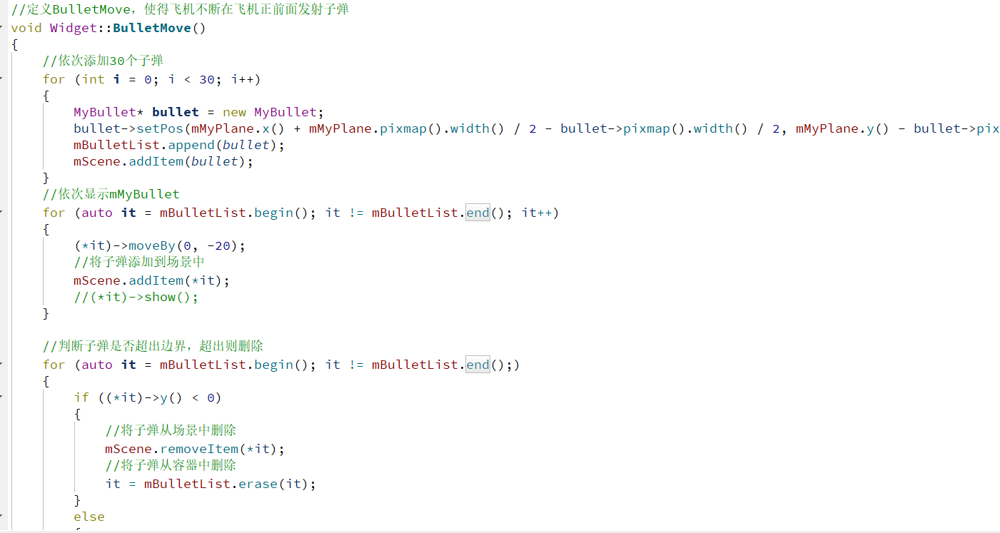 //定义BulletMove，使得飞机不断在飞机正前面发射子弹
void Widget::BulletMove()
{
    //依次添加30个子弹
    for (int i = 0; i < 30; i++)
    {
        MyBullet* bullet = new MyBullet;
        bullet->setPos(mMyPlane.x() + mMyPlane.pixmap().width() / 2 - bullet->pixmap().width() / 2, mMyPlane.y() - bullet->pix
        mBulletList.append(bullet);
        mScene.addItem(bullet);
    }
    //依次显示mMyBullet
    for (auto it = mBulletList.begin(); it != mBulletList.end(); it++)
    {
        (*it)->moveBy(0, -20);
        //将子弹添加到场景中
        mScene.addItem(*it);
        //(*it)->show();
    }
    //判断子弹是否超出边界，超出则删除
    for (auto it = mBulletList.begin(); it != mBulletList.end();)
    {
        if ((*it)->y() < 0)
        {
            //将子弹从场景中删除
            mScene.removeItem(*it);
            //将子弹从容器中删除
            it = mBulletList.erase(it);
        }
        else